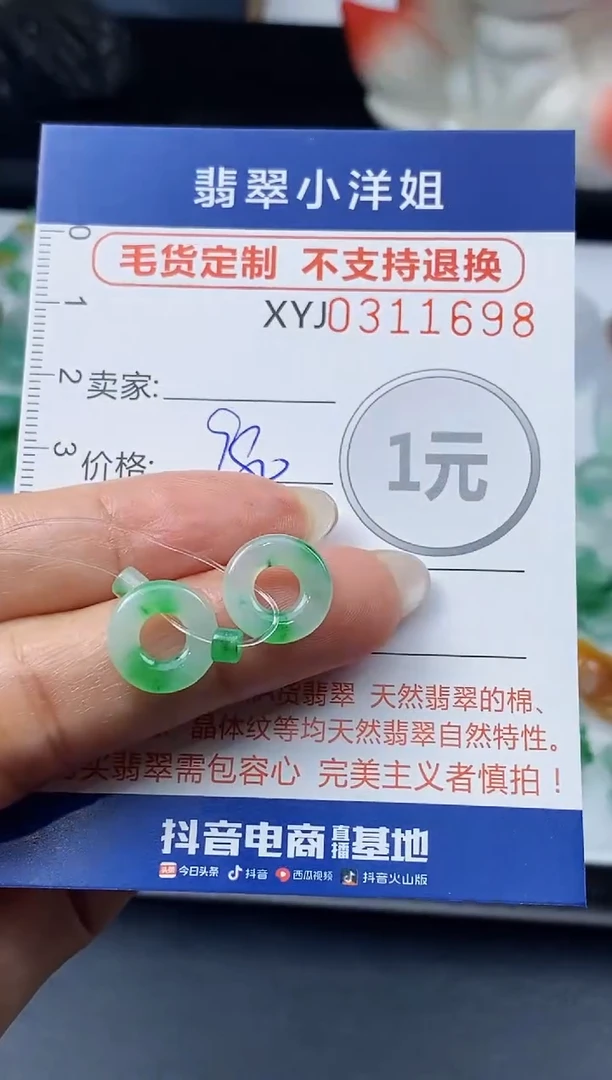 翡翠小洋姐
毛货定制 不支持退换
XYJ0311698
0
1
2
3
卖家:
价格:
1元
货翡翠 天然翡翠的棉、
晶体纹等均天然翡翠自然特性。
买翡翠需包容心 完美主义者慎拍！
抖音电商直播基地
头条 今日头条 抖音 西瓜视频 抖音火山版